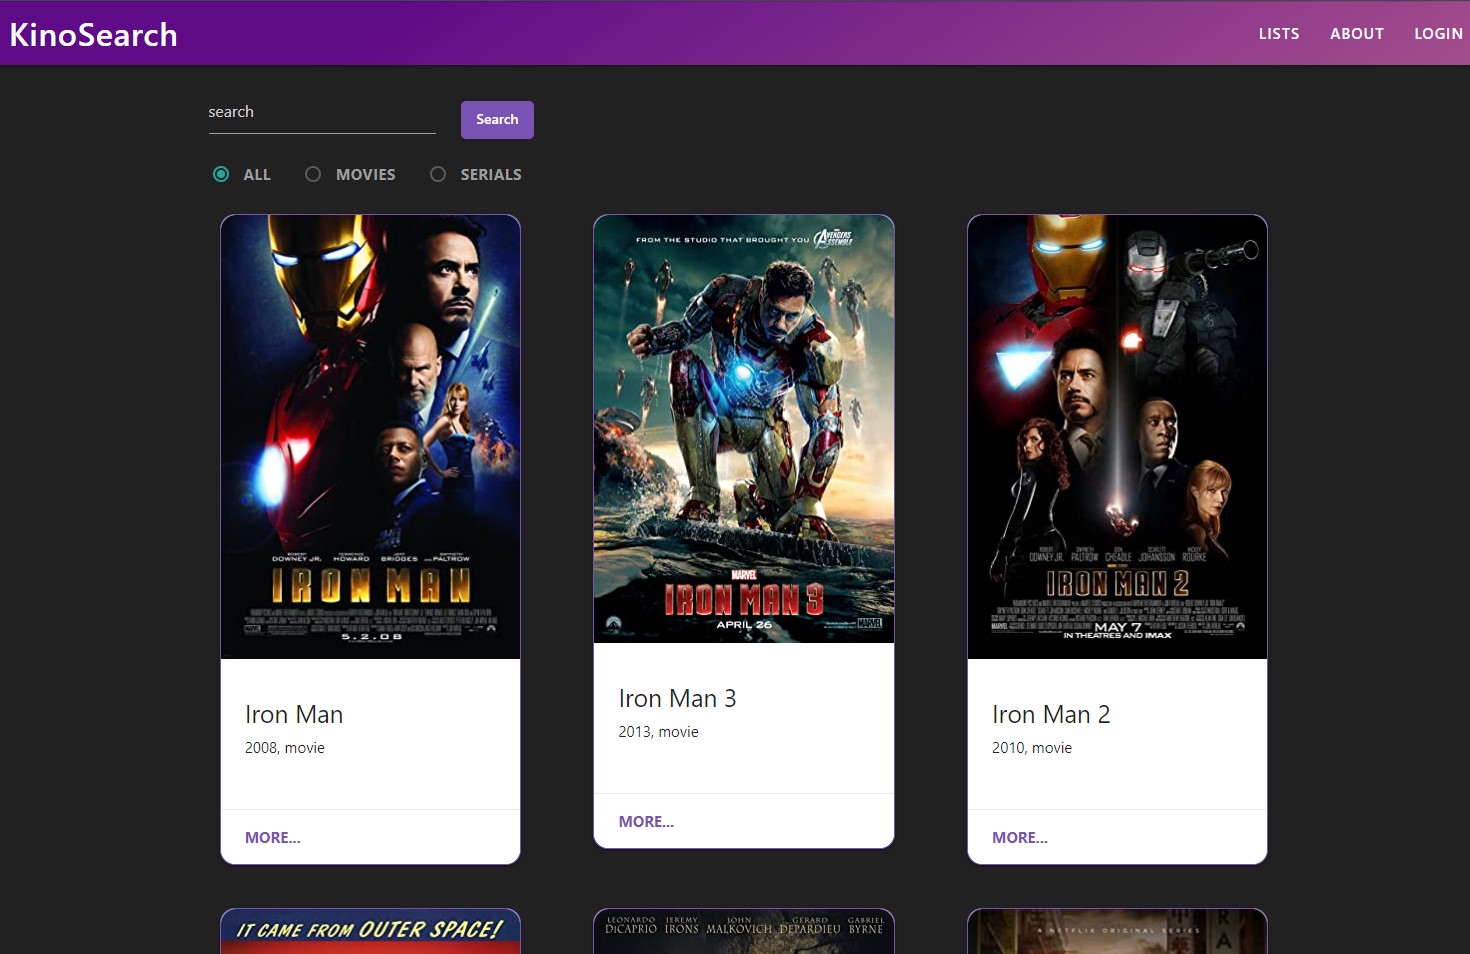 KinoSearch
LISTS ABOUT LOGIN
search
Search
ALL MOVIES SERIALS
ROBERT DOWNEY JR. TERRENCE HOWARD JEFF BRIDGES AND GWYNETH PALTROW
IRON MAN
5.2.08
Iron Man
2008, movie
MORE...
FROM THE STUDIO THAT BROUGHT YOU AVENGERS ASSEMBLE
MARVEL
IRON MAN 3
APRIL 26
MARVEL
Iron Man 3
2013, movie
MORE...
ROBERT DOWNEY JR. GWYNETH PALTROW DON CHEADLE SCARLETT JOHANSSON MICKEY ROURKE
IRON MAN 2
MAY 7
IN THEATRES AND IMAX
Iron Man 2
2010, movie
MORE...
IT CAME FROM OUTER SPACE!
LEONARDO DiCAPRIO JEREMY IRONS JOHN MALKOVICH GERARD DEPARDIEU GABRIEL BYRNE
A NETFLIX ORIGINAL SERIES